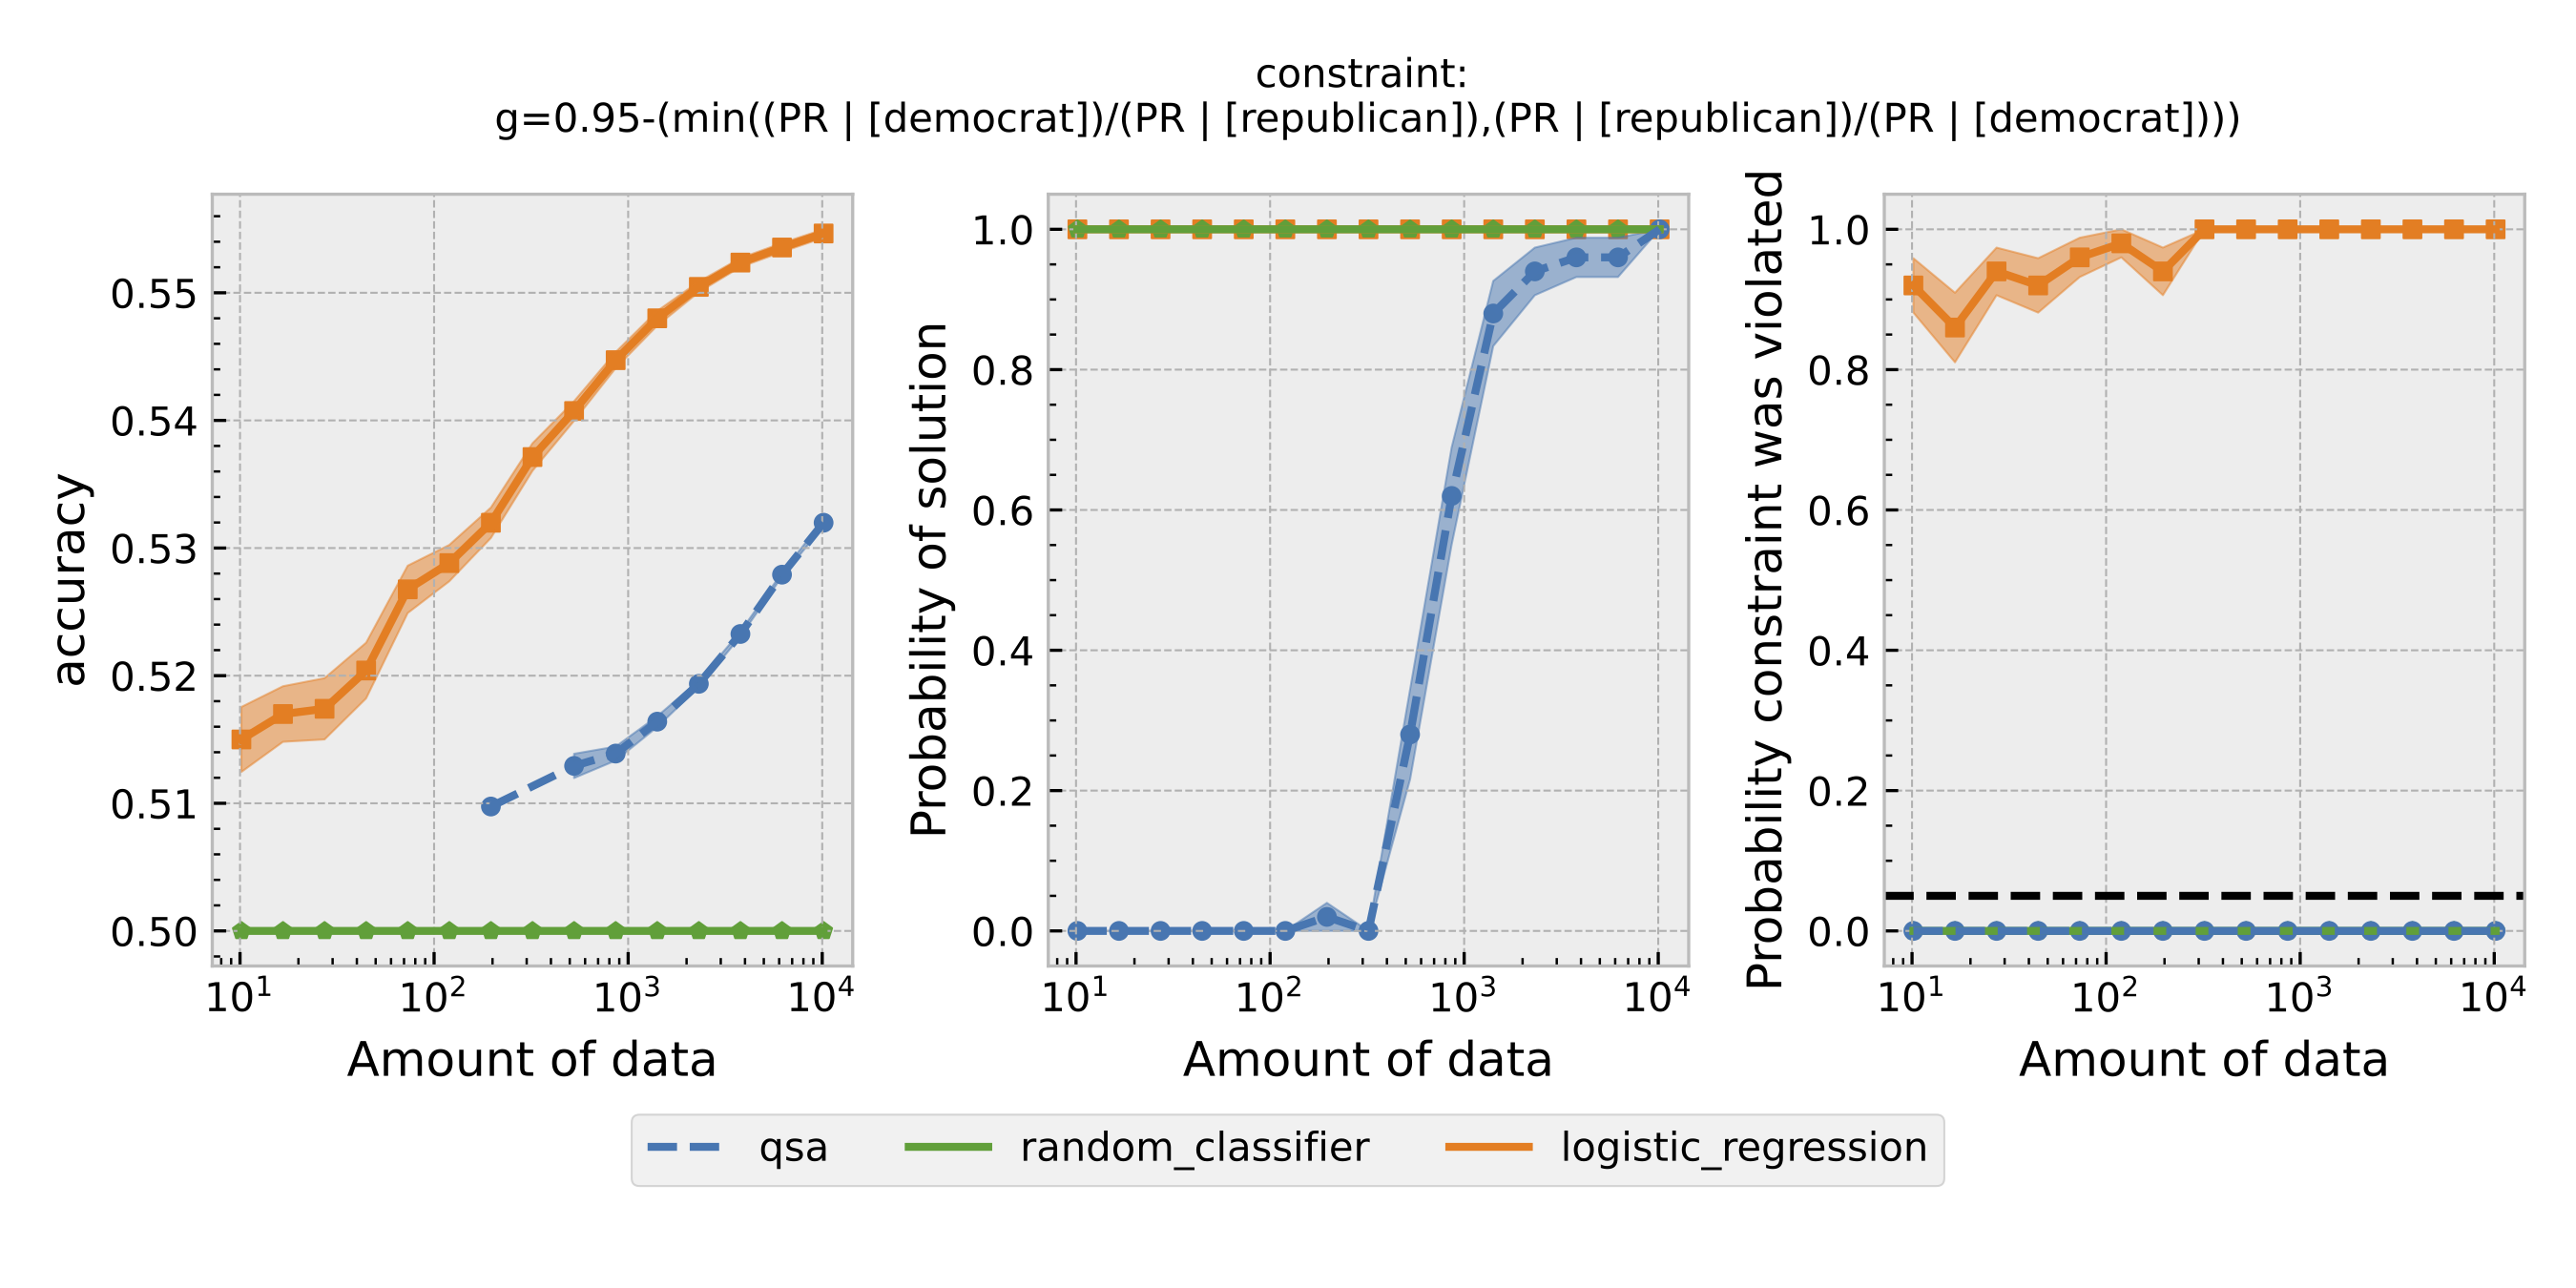 constraint:
g=0.95-(min((PR | [democrat])/(PR | [republican]),(PR | [republican])/(PR | [democrat])))
accuracy
0.55
0.54
0.53
0.52
0.51
0.50
10¹ 10² 10³ 10⁴
Amount of data
Probability of solution
1.0
0.8
0.6
0.4
0.2
0.0
10¹ 10² 10³ 10⁴
Amount of data
Probability constraint was violated
1.0
0.8
0.6
0.4
0.2
0.0
10¹ 10² 10³ 10⁴
Amount of data
qsa random_classifier logistic_regression